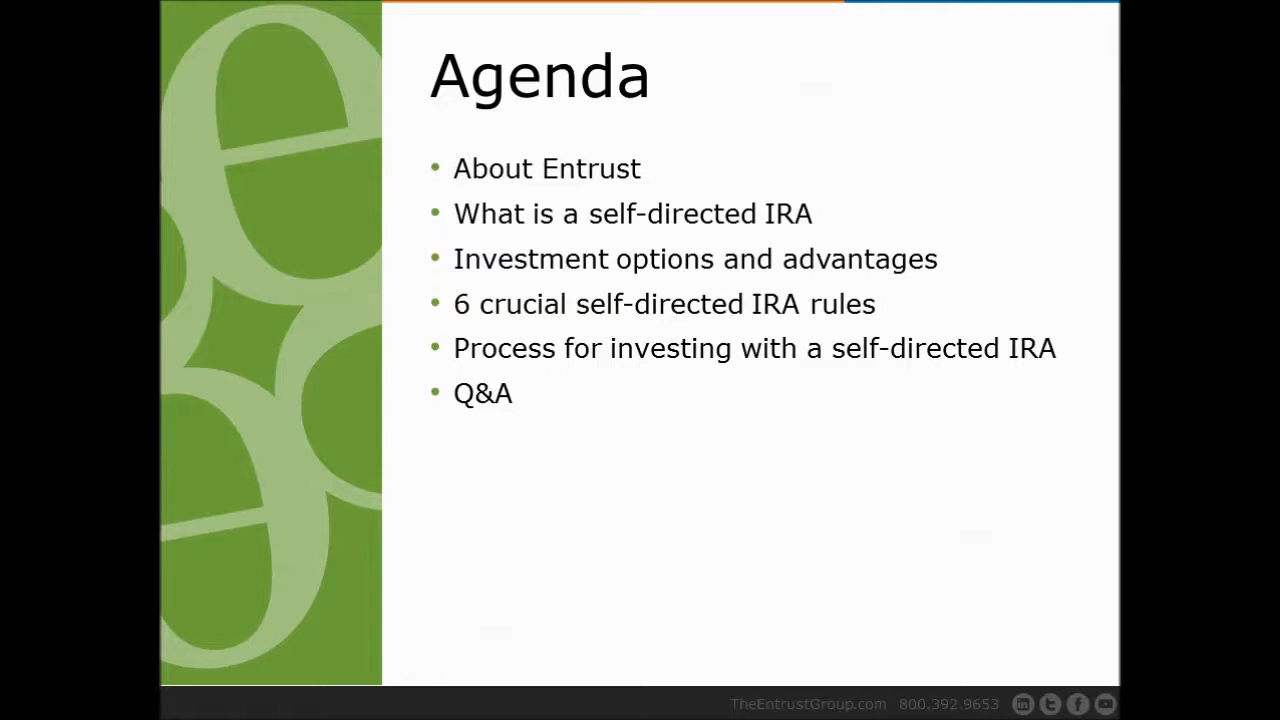 Agenda
• About Entrust
• What is a self-directed IRA
• Investment options and advantages
• 6 crucial self-directed IRA rules
• Process for investing with a self-directed IRA
• Q&A
TheEntrustGroup.com 800.392.9653